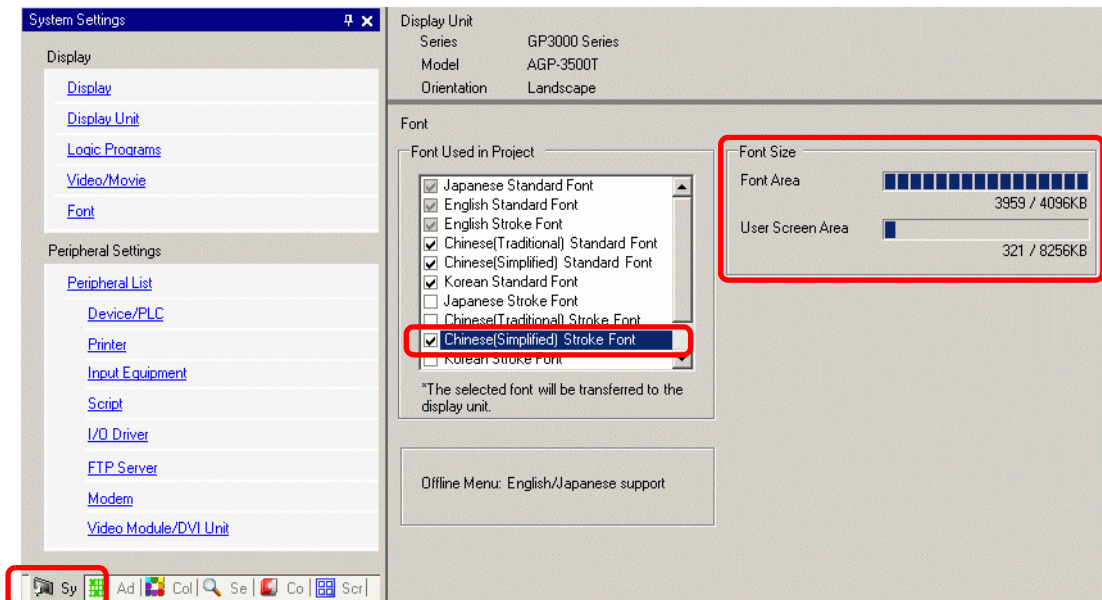 System Settings
Display
Display
Display Unit
Logic Programs
Video/Movie
Font
Peripheral Settings
Peripheral List
Device/PLC
Printer
Input Equipment
Script
I/O Driver
FTP Server
Modem
Video Module/DVI Unit
Sy Ad Col Se Co Scr
Display Unit
Series GP3000 Series
Model AGP-3500T
Orientation Landscape
Font
Font Used in Project
Japanese Standard Font
English Standard Font
English Stroke Font
Chinese(Traditional) Standard Font
Chinese(Simplified) Standard Font
Korean Standard Font
Japanese Stroke Font
Chinese(Traditional) Stroke Font
Chinese(Simplified) Stroke Font
Korean Stroke Font
*The selected font will be transferred to the
display unit.
Offline Menu: English/Japanese support
Font Size
Font Area
3959 / 4096KB
User Screen Area
321 / 8256KB